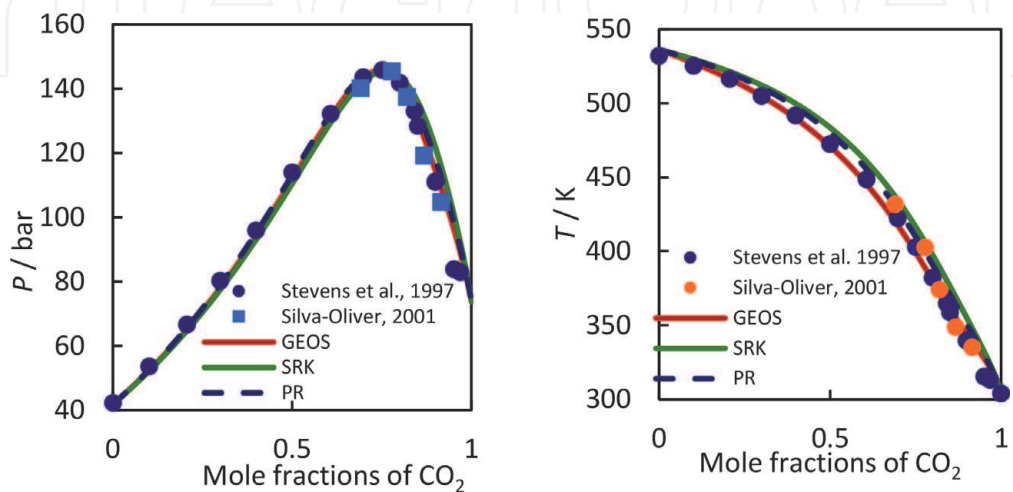 160
140
120
100
80
60
40
P / bar
0
0.5
1
Mole fractions of CO₂
Stevens et al., 1997
Silva-Oliver, 2001
GEOS
SRK
PR
550
500
450
400
350
300
T / K
0
0.5
1
Mole fractions of CO₂
Stevens et al. 1997
Silva-Oliver, 2001
GEOS
SRK
PR